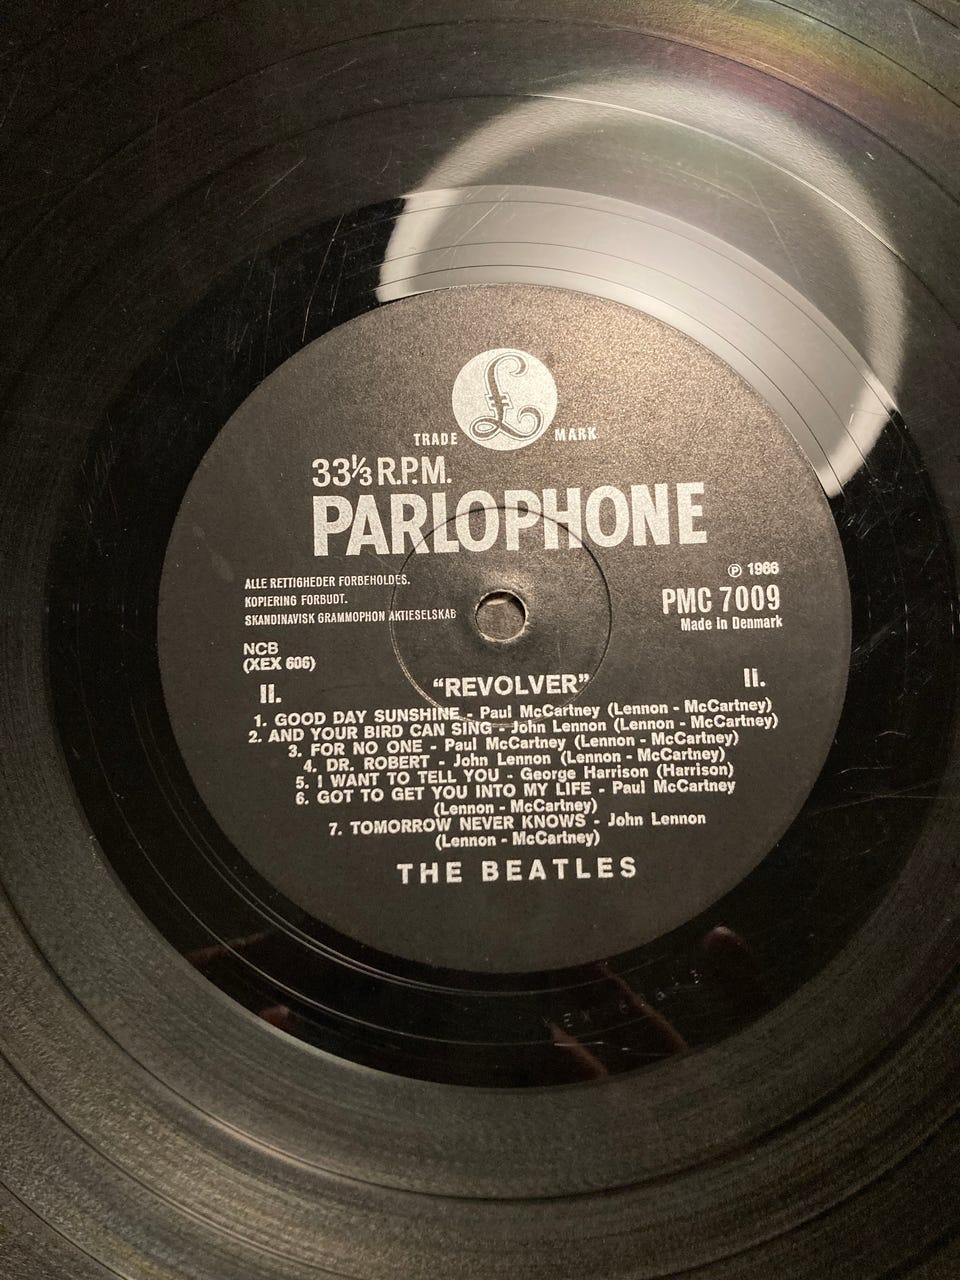 £
TRADE MARK
33⅓ R.P.M.
PARLOPHONE
ALLE RETTIGHEDER FORBEHOLDES.
KOPIERING FORBUDT.
SKANDINAVISK GRAMMOPHON AKTIESELSKAB
℗ 1966
PMC 7009
Made in Denmark
NCB
(XEX 606)
II. II.
"REVOLVER"
1. GOOD DAY SUNSHINE - Paul McCartney (Lennon - McCartney)
2. AND YOUR BIRD CAN SING - John Lennon (Lennon - McCartney)
3. FOR NO ONE - Paul McCartney (Lennon - McCartney)
4. DR. ROBERT - John Lennon (Lennon - McCartney)
5. I WANT TO TELL YOU - George Harrison (Harrison)
6. GOT TO GET YOU INTO MY LIFE - Paul McCartney
(Lennon - McCartney)
7. TOMORROW NEVER KNOWS - John Lennon
(Lennon - McCartney)
THE BEATLES